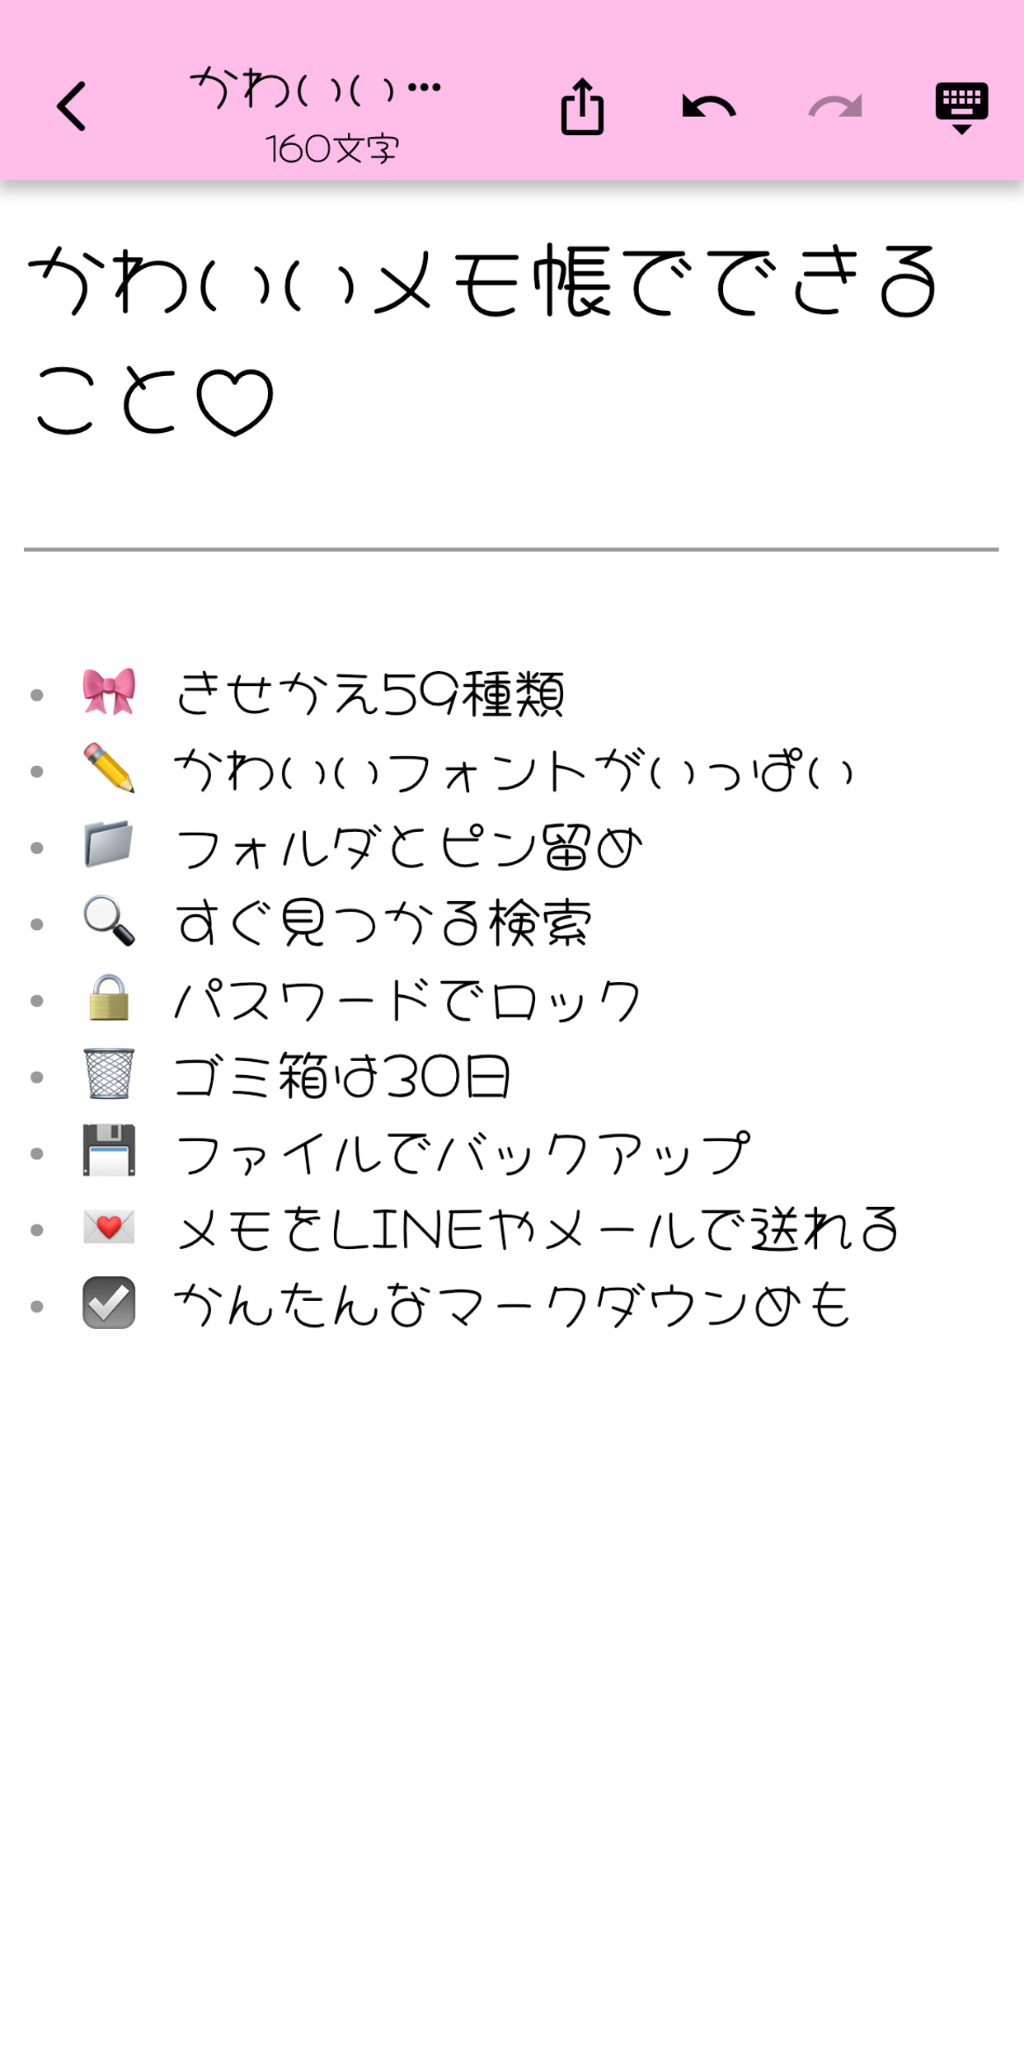 かわいい…
160文字
かわいいメモ帳でできる
こと♡
• 🎀 きせかえ59種類
• ✏️ かわいいフォントがいっぱい
• 📁 フォルダとピン留め
• 🔍 すぐ見つかる検索
• 🔒 パスワードでロック
• 🗑️ ゴミ箱は30日
• 💾 ファイルでバックアップ
• 💌 メモをLINEやメールで送れる
• ☑️ かんたんなマークダウンめも